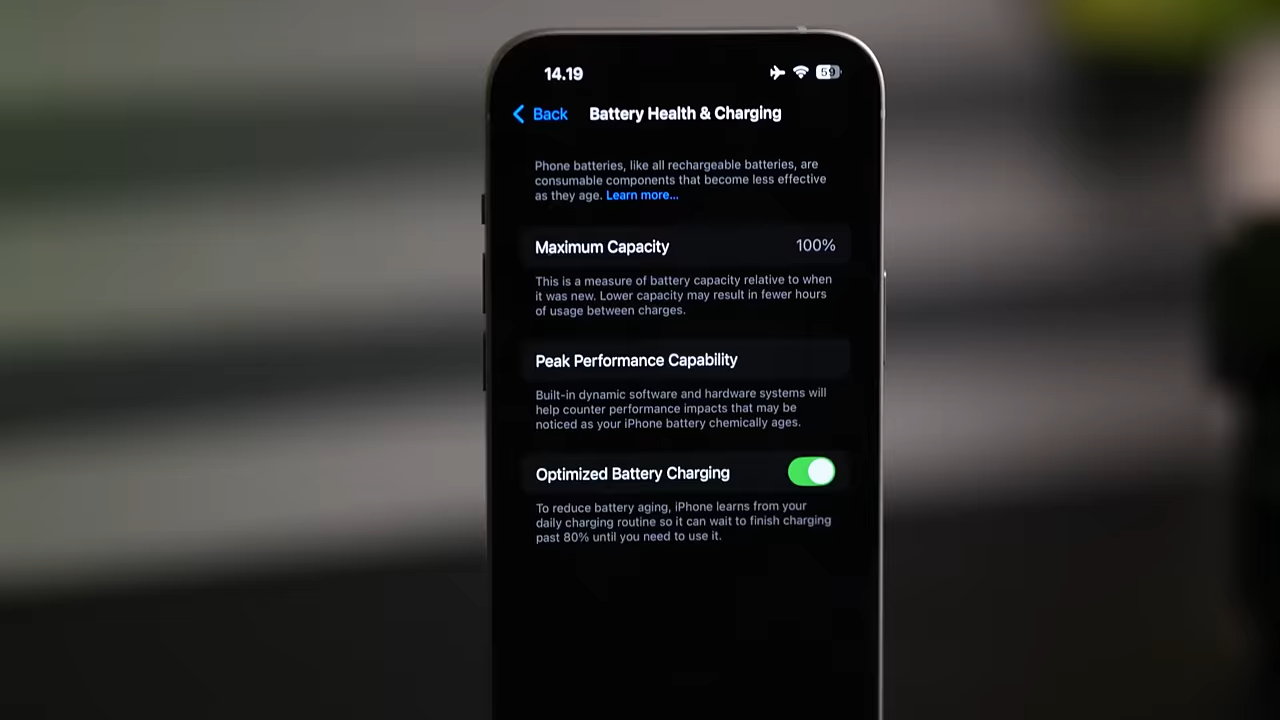 14.19
59
Back
Battery Health & Charging
Phone batteries, like all rechargeable batteries, are
consumable components that become less effective
as they age. Learn more...
Maximum Capacity
100%
This is a measure of battery capacity relative to when
it was new. Lower capacity may result in fewer hours
of usage between charges.
Peak Performance Capability
Built-in dynamic software and hardware systems will
help counter performance impacts that may be
noticed as your iPhone battery chemically ages.
Optimized Battery Charging
To reduce battery aging, iPhone learns from your
daily charging routine so it can wait to finish charging
past 80% until you need to use it.